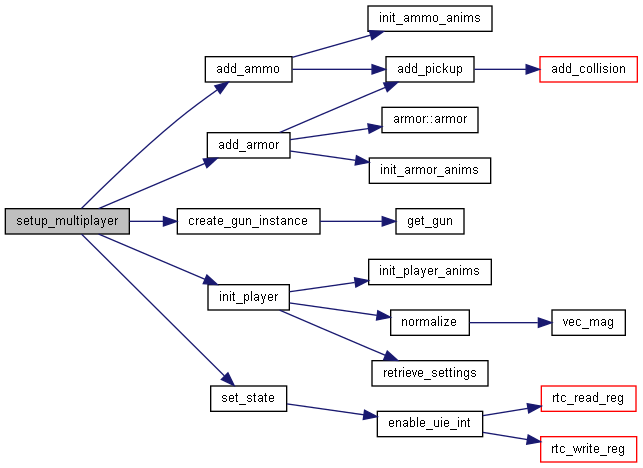 init_ammo_anims
add_ammo
add_pickup
add_collision
armor::armor
add_armor
init_armor_anims
setup_multiplayer
create_gun_instance
get_gun
init_player_anims
init_player
normalize
vec_mag
retrieve_settings
set_state
rtc_read_reg
enable_uie_int
rtc_write_reg